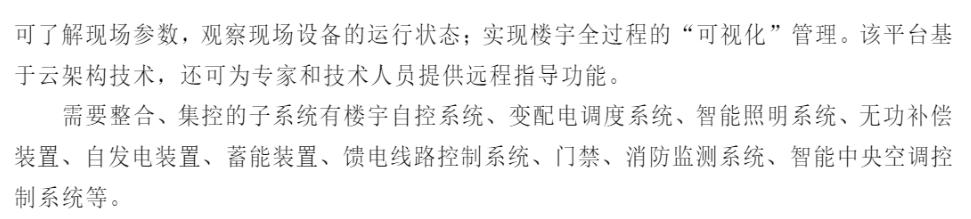 可了解现场参数，观察现场设备的运行状态；实现楼宇全过程的“可视化”管理。该平台基
于云架构技术，还可为专家和技术人员提供远程指导功能。
需要整合、集控的子系统有楼宇自控系统、变配电调度系统、智能照明系统、无功补偿
装置、自发电装置、蓄能装置、馈电线路控制系统、门禁、消防监测系统、智能中央空调控
制系统等。